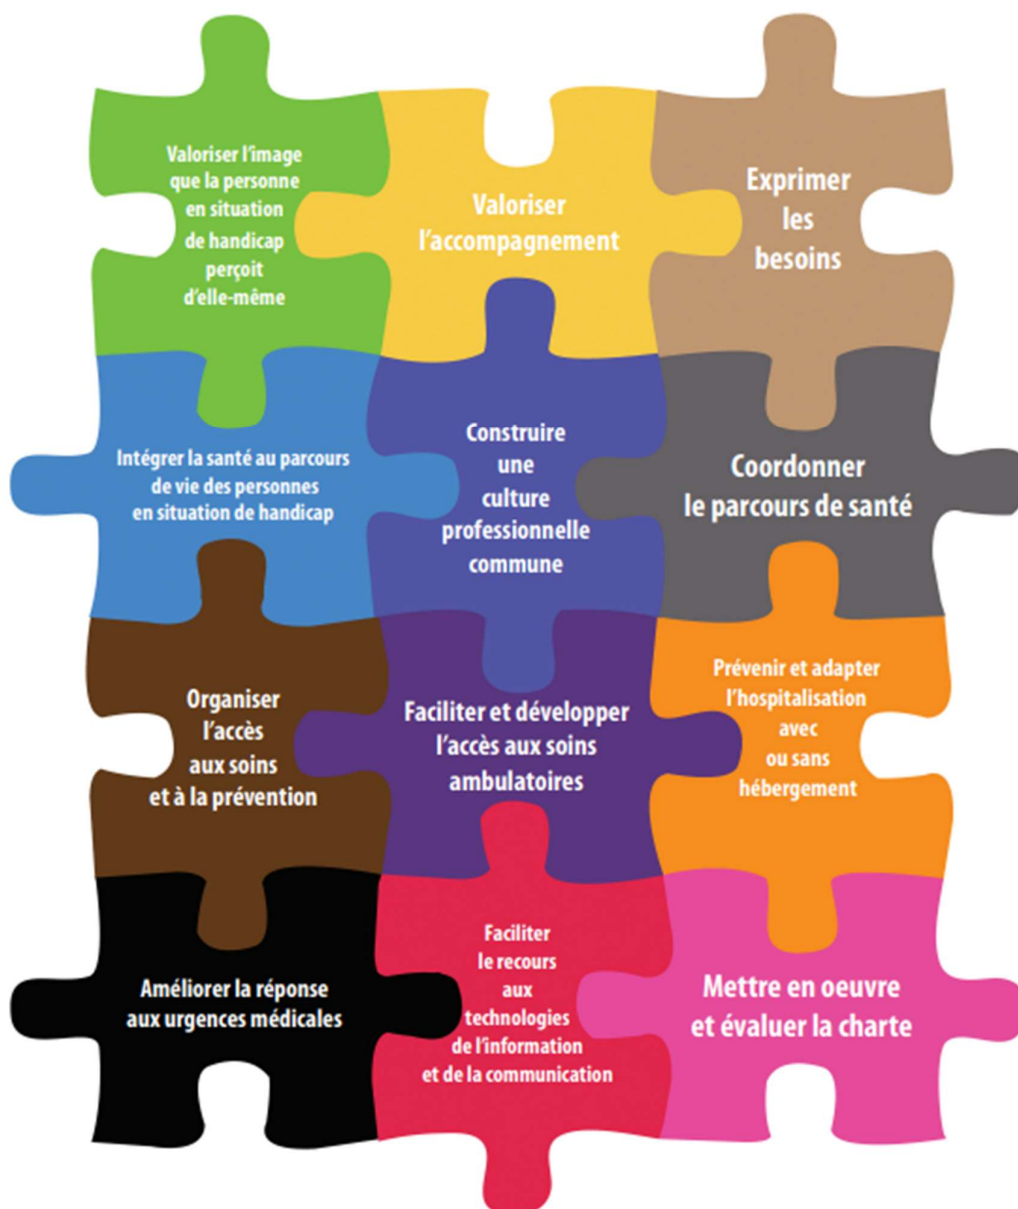 Valoriser l'image
que la personne
en situation
de handicap
perçoit
d'elle-même
Valoriser
l'accompagnement
Exprimer
les
besoins
Intégrer la santé au parcours
de vie des personnes
en situation de handicap
Construire
une
culture
professionnelle
commune
Coordonner
le parcours de santé
Organiser
l'accès
aux soins
et à la prévention
Faciliter et développer
l'accès aux soins
ambulatoires
Prévenir et adapter
l'hospitalisation
avec
ou sans
hébergement
Améliorer la réponse
aux urgences médicales
Faciliter
le recours
aux
technologies
de l'information
et de la communication
Mettre en oeuvre
et évaluer la charte